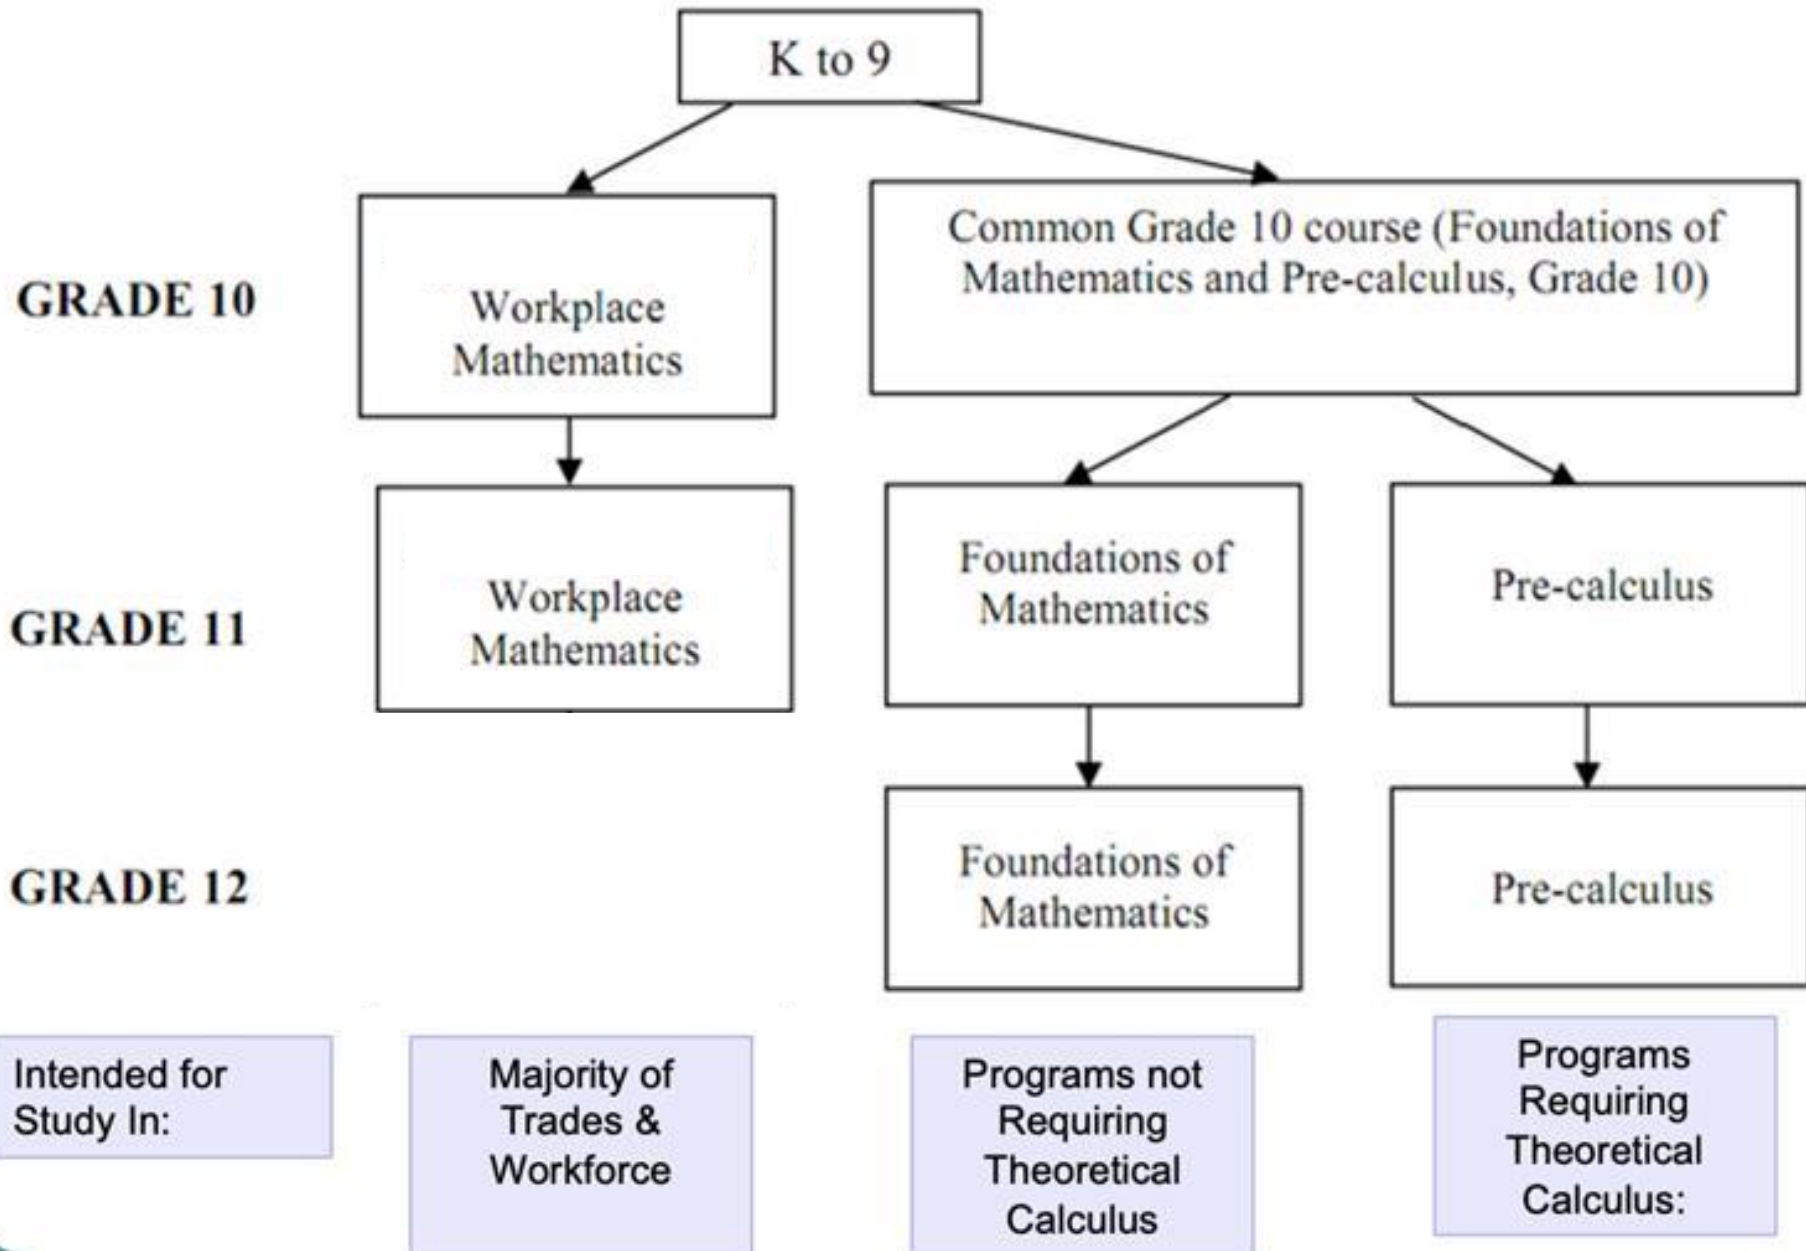 K to 9
GRADE 10
Workplace
Mathematics
Common Grade 10 course (Foundations of
Mathematics and Pre-calculus, Grade 10)
GRADE 11
Workplace
Mathematics
Foundations of
Mathematics
Pre-calculus
GRADE 12
Foundations of
Mathematics
Pre-calculus
Intended for
Study In:
Majority of
Trades &
Workforce
Programs not
Requiring
Theoretical
Calculus
Programs
Requiring
Theoretical
Calculus: